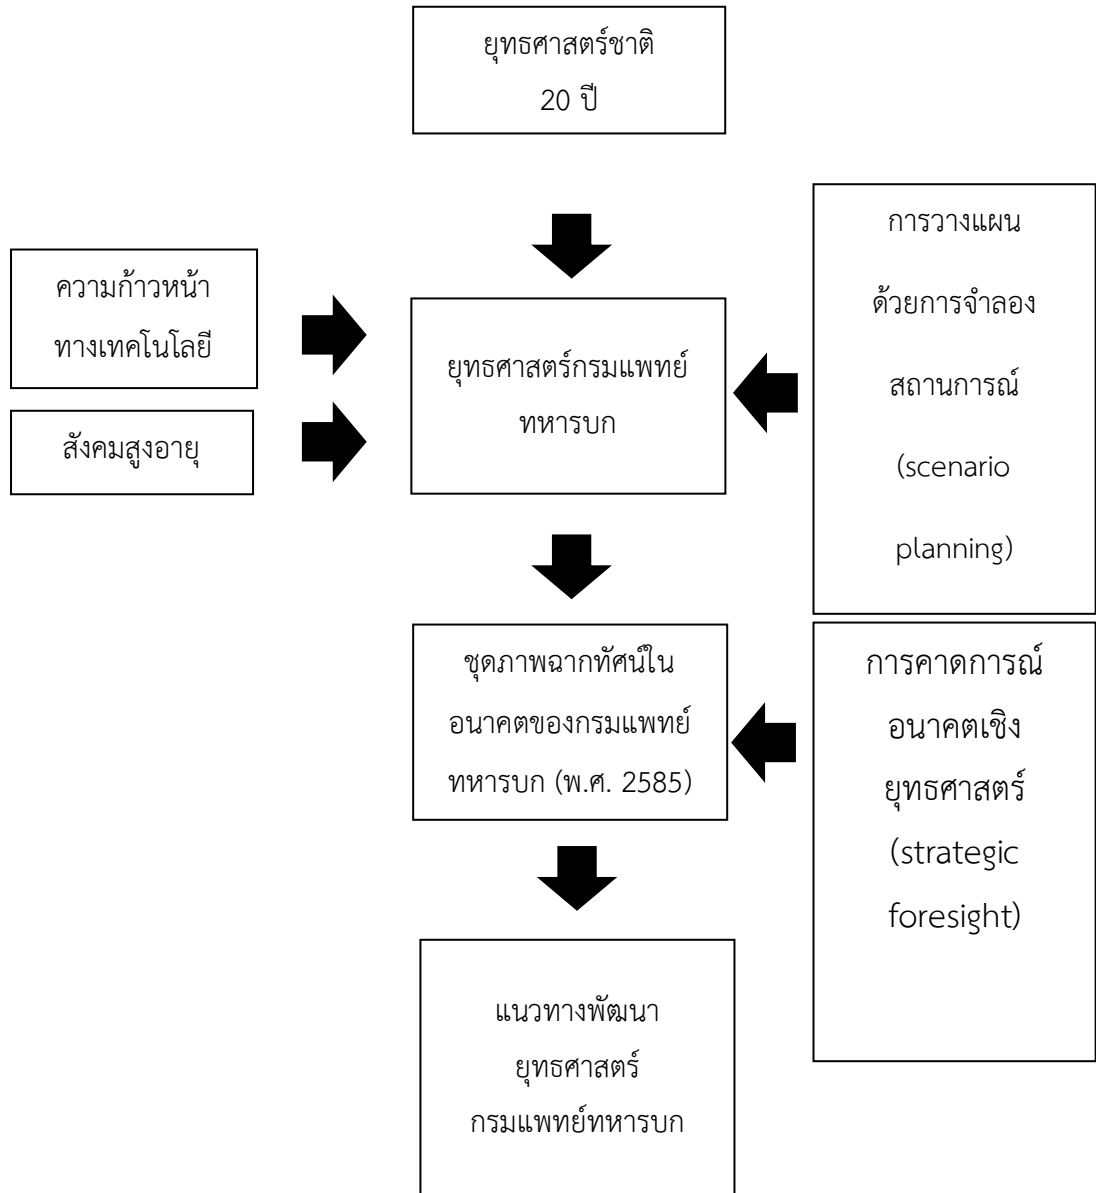 ยุทธศาสตร์ชาติ
20 ปี
ความก้าวหน้า
ทางเทคโนโลยี
สังคมสูงอายุ
ยุทธศาสตร์กรมแพทย์
ทหารบก
การวางแผน
ด้วยการจำลอง
สถานการณ์
(scenario
planning)
ชุดภาพฉากทัศน์ใน
อนาคตของกรมแพทย์
ทหารบก (พ.ศ. 2585)
การคาดการณ์
อนาคตเชิง
ยุทธศาสตร์
(strategic
foresight)
แนวทางพัฒนา
ยุทธศาสตร์
กรมแพทย์ทหารบก